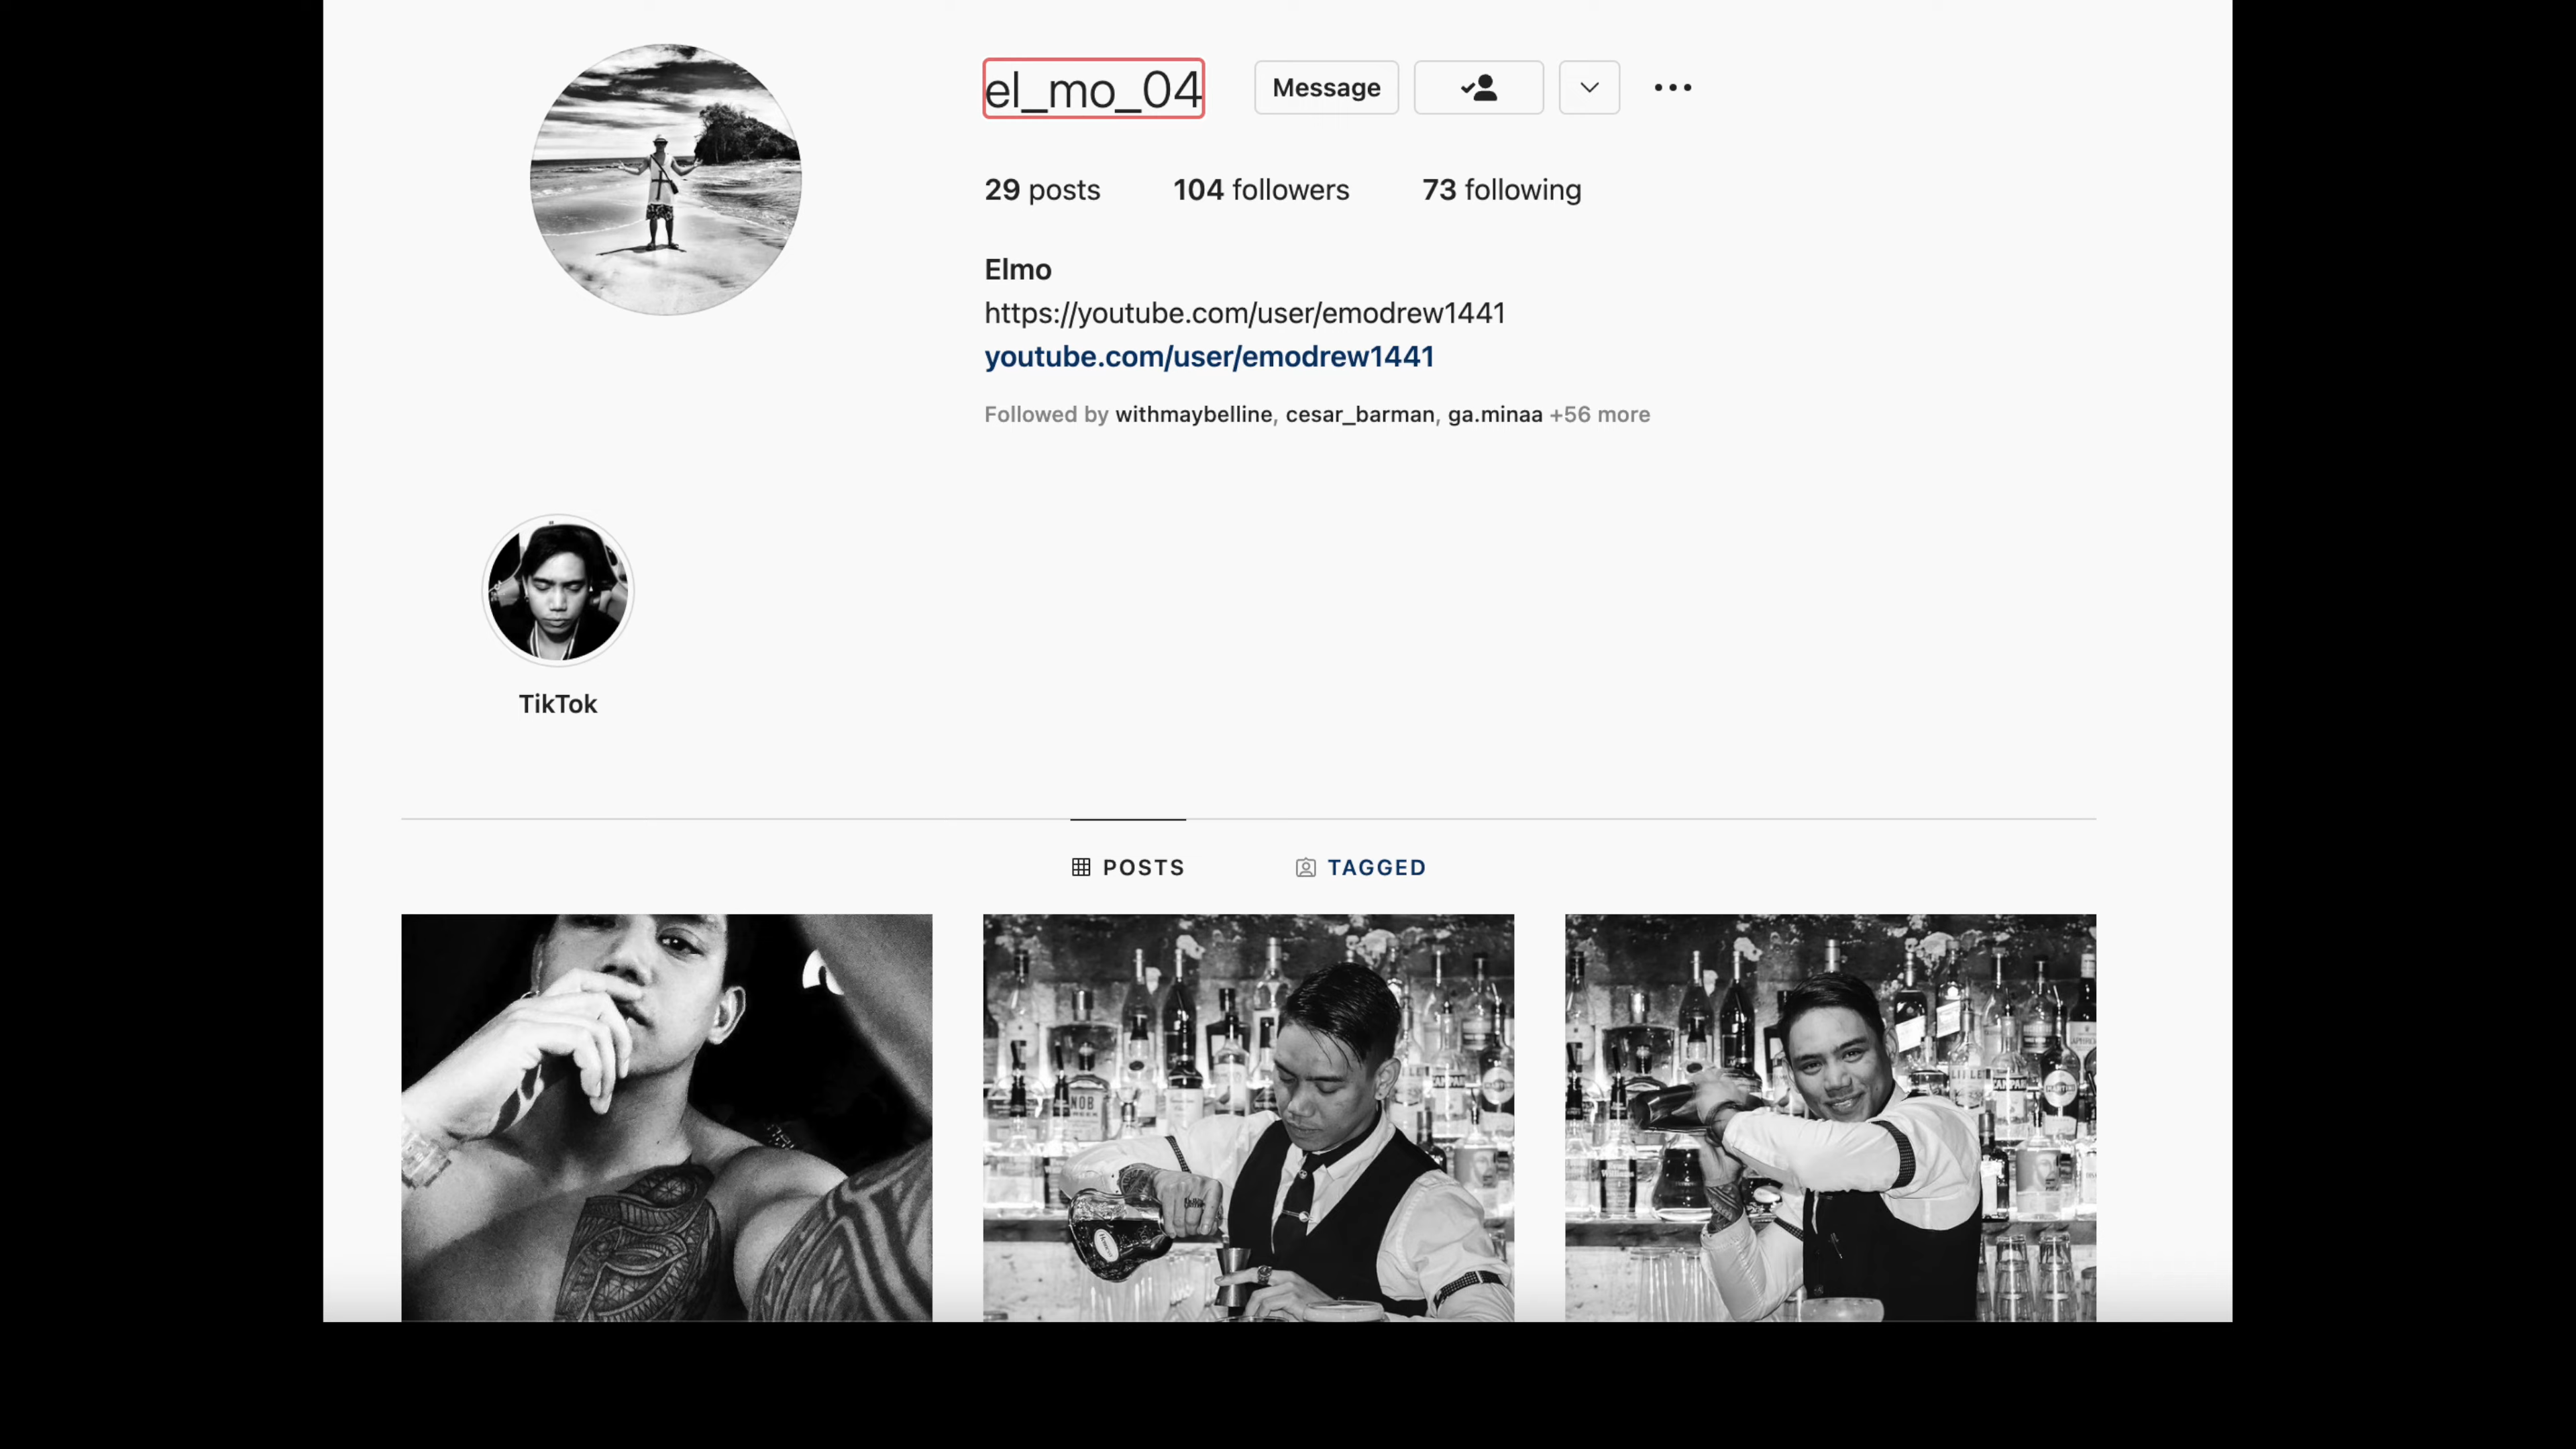 el_mo_04
Message
29 posts 104 followers 73 following
Elmo
https://youtube.com/user/emodrew1441
youtube.com/user/emodrew1441
Followed by withmaybelline, cesar_barman, ga.minaa +56 more
TikTok
POSTS TAGGED